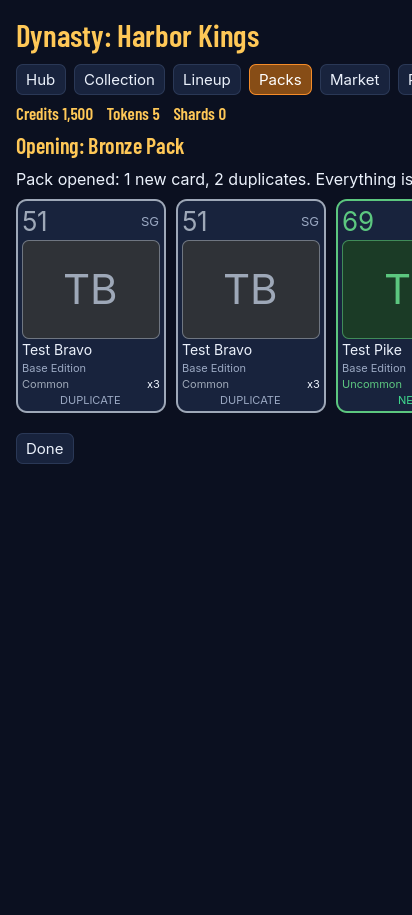 Dynasty: Harbor Kings
Hub Collection Lineup Packs Market
Credits 1,500 Tokens 5 Shards 0
Opening: Bronze Pack
Pack opened: 1 new card, 2 duplicates. Everything is
51 SG 51 SG 69
TB TB T
Test Bravo Test Bravo Test Pike
Base Edition Base Edition Base Edition
Common x3 Common x3 Uncommon
DUPLICATE DUPLICATE NE
Done